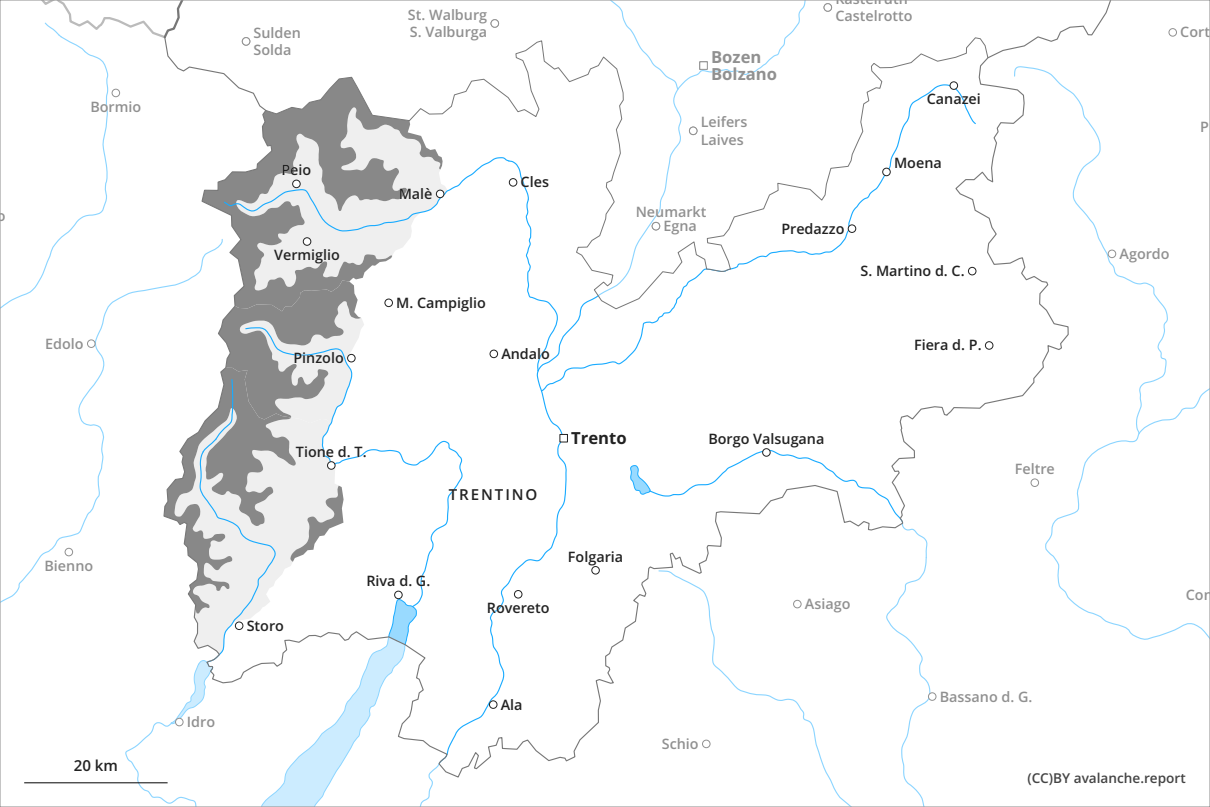 Kastelruth
Castelrotto
St. Walburg
S. Valburga
Sulden
Solda
Cort
Bozen
Bolzano
Bormio
Canazei
Leifers
Laives
P
Moena
Peio
Malè
Cles
Neumarkt
Egna
Predazzo
Vermiglio
Agordo
S. Martino d. C.
M. Campiglio
Edolo
Pinzolo
Andalo
Fiera d. P.
Trento
Borgo Valsugana
Tione d. T.
Feltre
TRENTINO
Folgaria
Bienno
Riva d. G.
Cor
Rovereto
Asiago
Storo
Bassano d. G.
Ala
Idro
Schio
20 km
(CC)BY avalanche.report